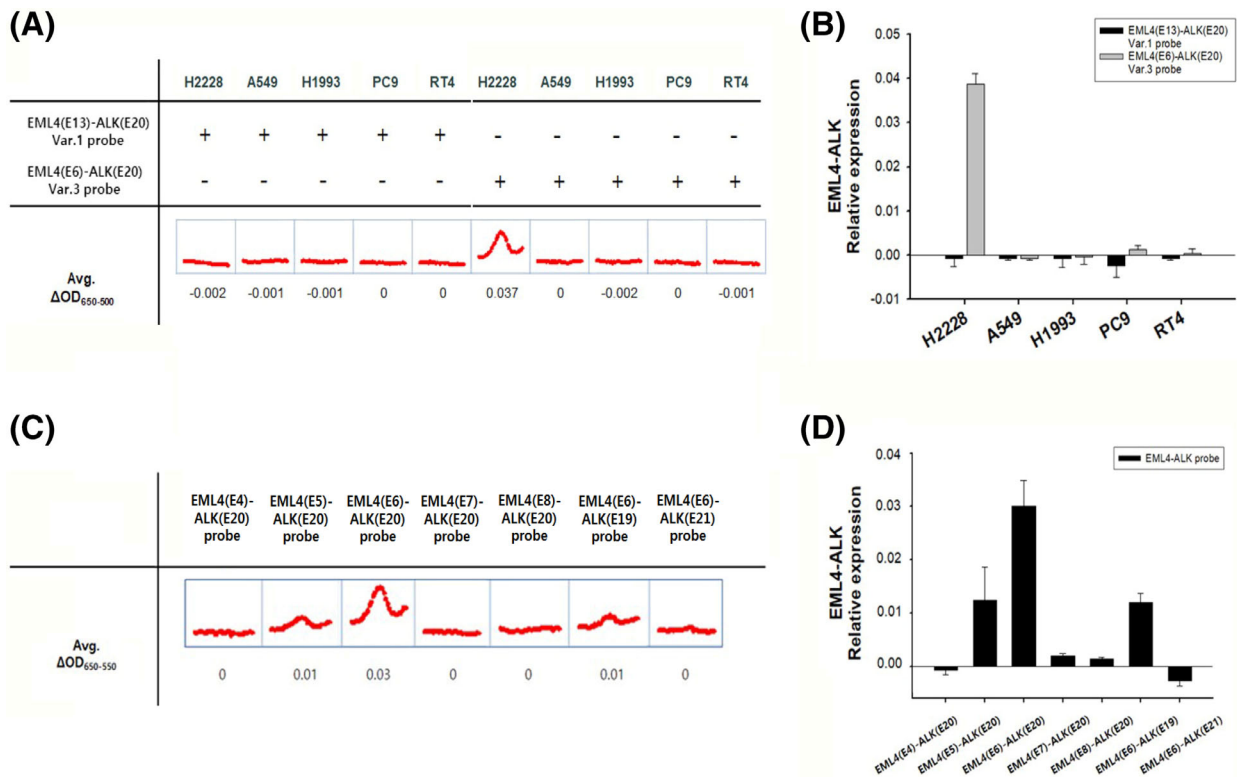 (A)
H2228 A549 H1993 PC9 RT4 H2228 A549 H1993 PC9 RT4
EML4(E13)-ALK(E20)
Var.1 probe
+ + + + + - - - - -
EML4(E6)-ALK(E20)
Var.3 probe
- - - - - + + + + +
Avg.
ΔOD650-500
-0.002 -0.001 -0.001 0 0 0.037 0 -0.002 0 -0.001
(B)
EML4(E13)-ALK(E20)
Var.1 probe
EML4(E6)-ALK(E20)
Var.3 probe
EML4-ALK
Relative expression
0.05
0.04
0.03
0.02
0.01
0.00
-0.01
H2228 A549 H1993 PC9 RT4
(C)
EML4(E4)- EML4(E5)- EML4(E6)- EML4(E7)- EML4(E8)- EML4(E6)- EML4(E6)-
ALK(E20) ALK(E20) ALK(E20) ALK(E20) ALK(E20) ALK(E19) ALK(E21)
probe probe probe probe probe probe probe
Avg.
ΔOD650-550
0 0.01 0.03 0 0 0.01 0
(D)
EML4-ALK probe
EML4-ALK
Relative expression
0.04
0.03
0.02
0.01
0.00
EML4(E4)-ALK(E20) EML4(E5)-ALK(E20) EML4(E6)-ALK(E20) EML4(E7)-ALK(E20) EML4(E8)-ALK(E20) EML4(E6)-ALK(E19) EML4(E6)-ALK(E21)